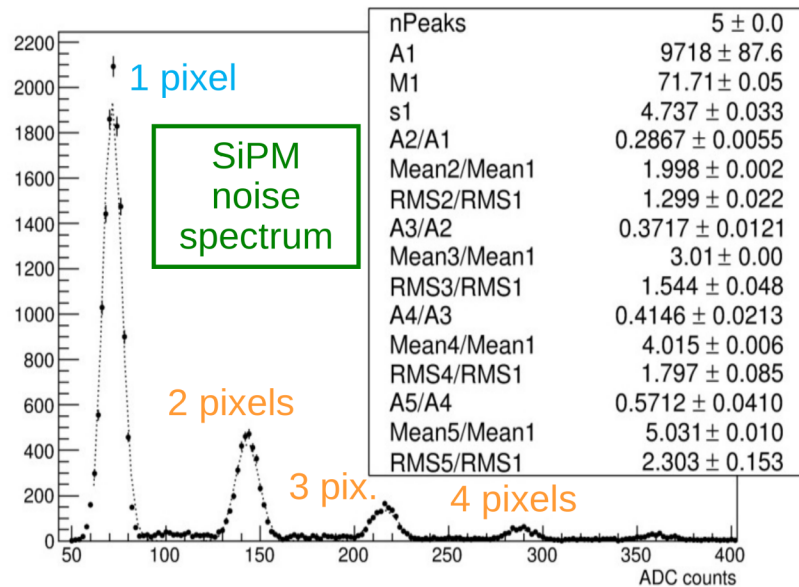 nPeaks 5 ± 0.0
A1 9718 ± 87.6
M1 71.71 ± 0.05
s1 4.737 ± 0.033
A2/A1 0.2867 ± 0.0055
Mean2/Mean1 1.998 ± 0.002
RMS2/RMS1 1.299 ± 0.022
A3/A2 0.3717 ± 0.0121
Mean3/Mean1 3.01 ± 0.00
RMS3/RMS1 1.544 ± 0.048
A4/A3 0.4146 ± 0.0213
Mean4/Mean1 4.015 ± 0.006
RMS4/RMS1 1.797 ± 0.085
A5/A4 0.5712 ± 0.0410
Mean5/Mean1 5.031 ± 0.010
RMS5/RMS1 2.303 ± 0.153
1 pixel
SiPM
noise
spectrum
2 pixels
3 pix.
4 pixels
2200
2000
1800
1600
1400
1200
1000
800
600
400
200
0
50 100 150 200 250 300 350 400
ADC counts